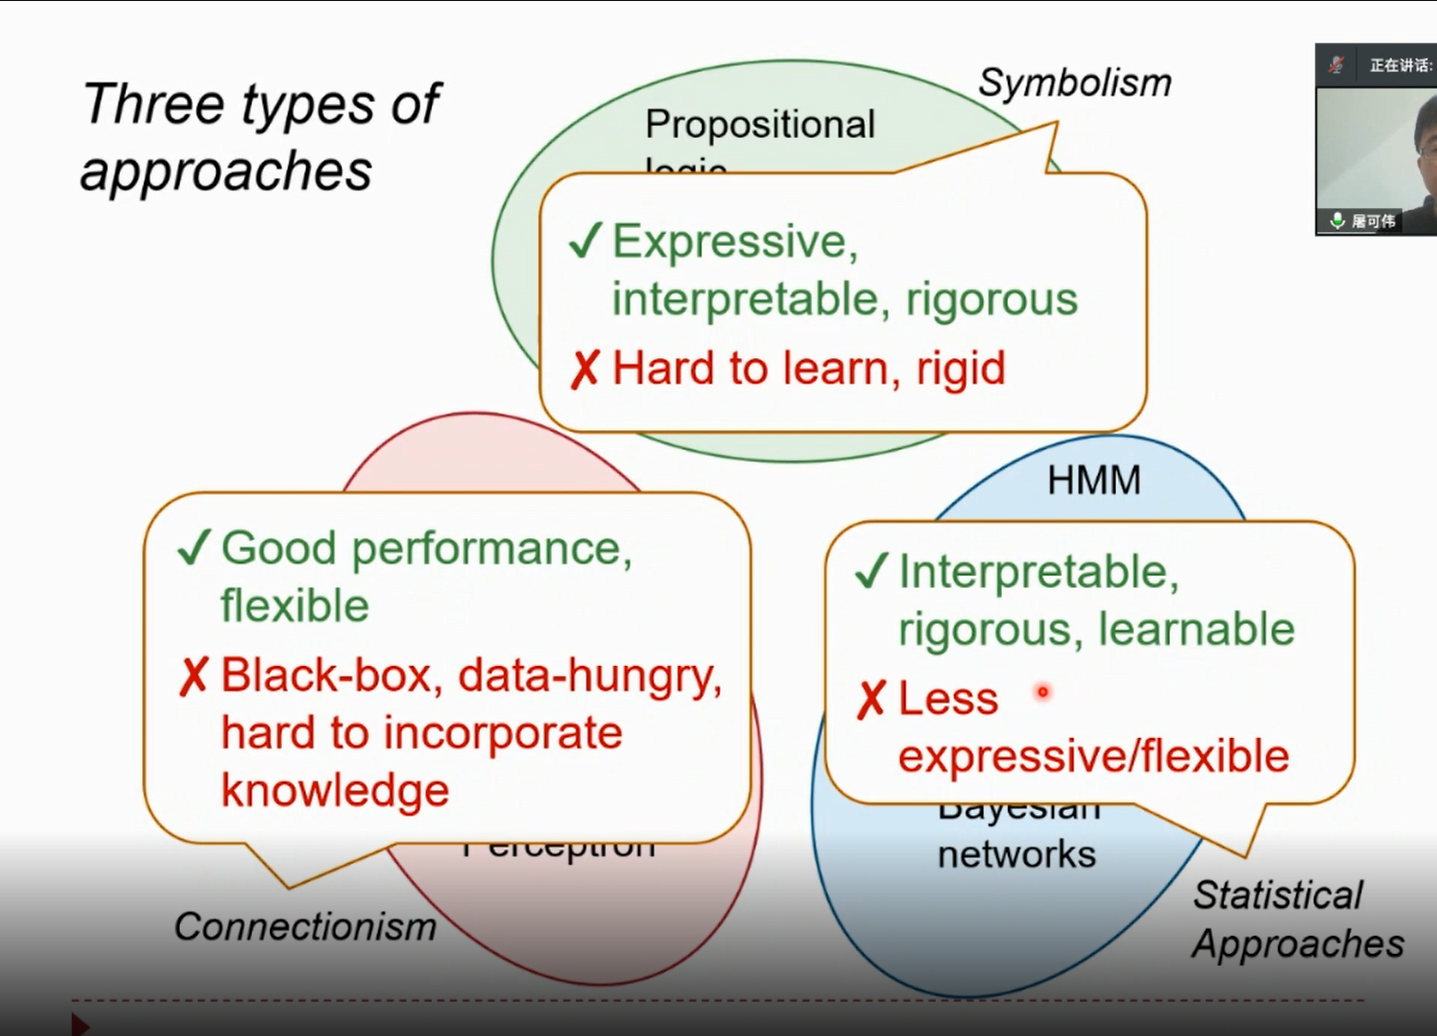 Three types of
approaches
Symbolism
正在讲话:
屠可伟
Propositional
logic
✓ Expressive,
interpretable, rigorous
✗ Hard to learn, rigid
HMM
✓ Good performance,
flexible
✗ Black-box, data-hungry,
hard to incorporate
knowledge
Perceptron
Connectionism
✓ Interpretable,
rigorous, learnable
✗ Less
expressive/flexible
Bayesian
networks
Statistical
Approaches